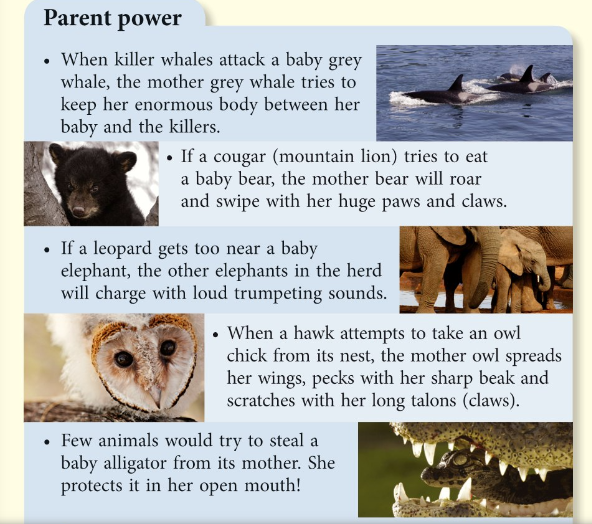 Parent power
• When killer whales attack a baby grey
whale, the mother grey whale tries to
keep her enormous body between her
baby and the killers.
• If a cougar (mountain lion) tries to eat
a baby bear, the mother bear will roar
and swipe with her huge paws and claws.
• If a leopard gets too near a baby
elephant, the other elephants in the herd
will charge with loud trumpeting sounds.
• When a hawk attempts to take an owl
chick from its nest, the mother owl spreads
her wings, pecks with her sharp beak and
scratches with her long talons (claws).
• Few animals would try to steal a
baby alligator from its mother. She
protects it in her open mouth!